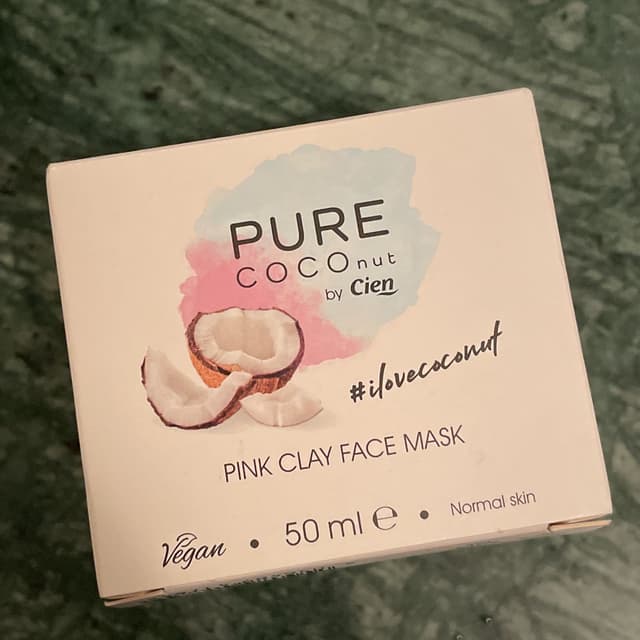 PURE
COCOnut
by Cien
#ilovecoconut
PINK CLAY FACE MASK
Vegan • 50 ml ℮ • Normal skin